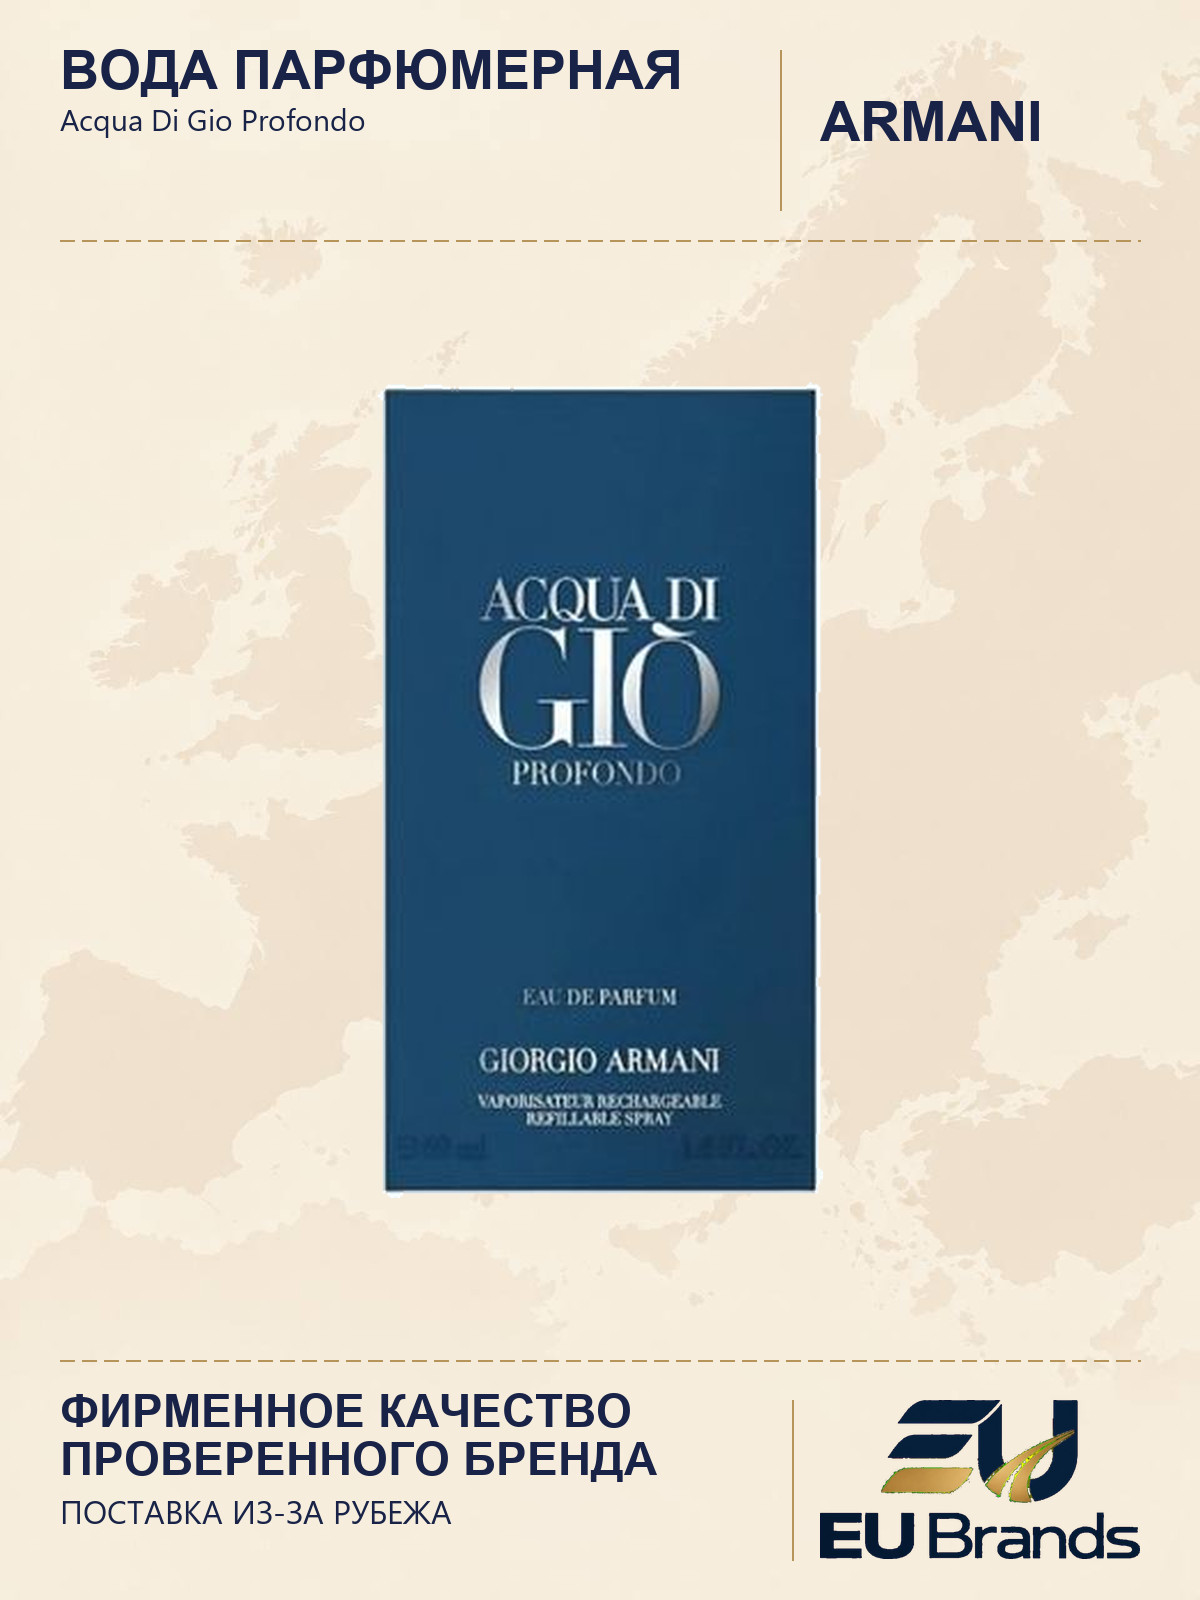 ВОДА ПАРФЮМЕРНАЯ
Acqua Di Gio Profondo
ARMANI
ACQUA DI
GIÒ
PROFONDO
EAU DE PARFUM
GIORGIO ARMANI
VAPORISATEUR RECHARGEABLE
REFILLABLE SPRAY
ФИРМЕННОЕ КАЧЕСТВО
ПРОВЕРЕННОГО БРЕНДА
ПОСТАВКА ИЗ-ЗА РУБЕЖА
EU
EU Brands